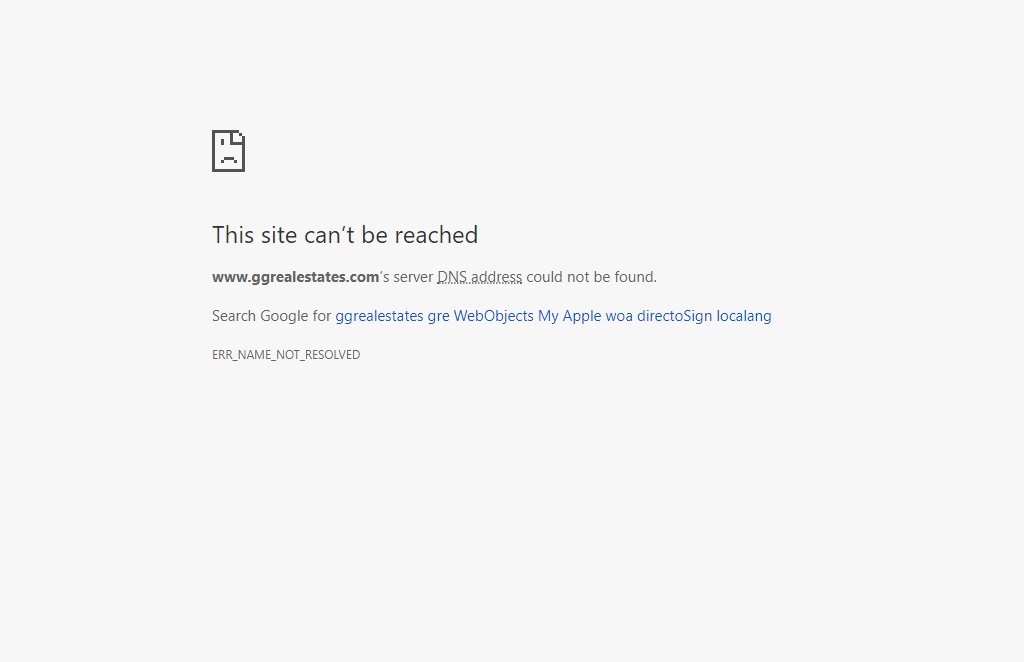 This site can’t be reached
www.ggrealestates.com’s server DNS address could not be found.
Search Google for ggrealestates gre WebObjects My Apple woa directoSign localang
ERR_NAME_NOT_RESOLVED